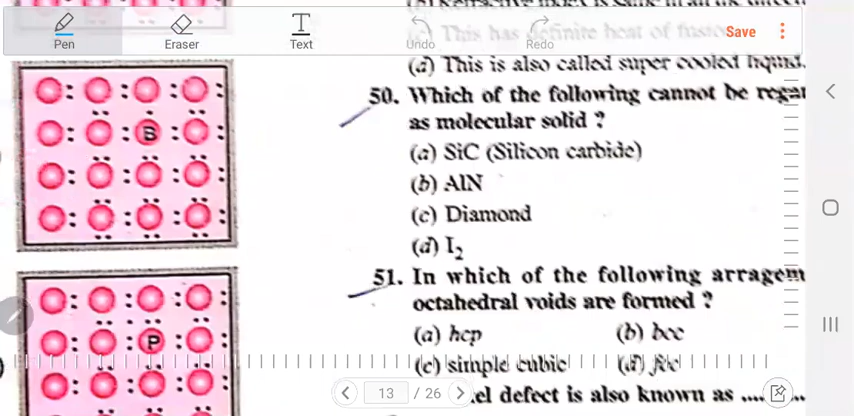 Pen
Eraser
Text
Undo
Redo
Save
(c) This has definite heat of fusio
(d) This is also called super cooled liquid.
50. Which of the following cannot be regar
as molecular solid ?
(a) SiC (Silicon carbide)
(b) AlN
(c) Diamond
(d) I₂
51. In which of the following arragem
octahedral voids are formed ?
(a) hcp
(b) bcc
(c) simple cubic
(d) fcc
el defect is also known as ......
B
P
13 / 26